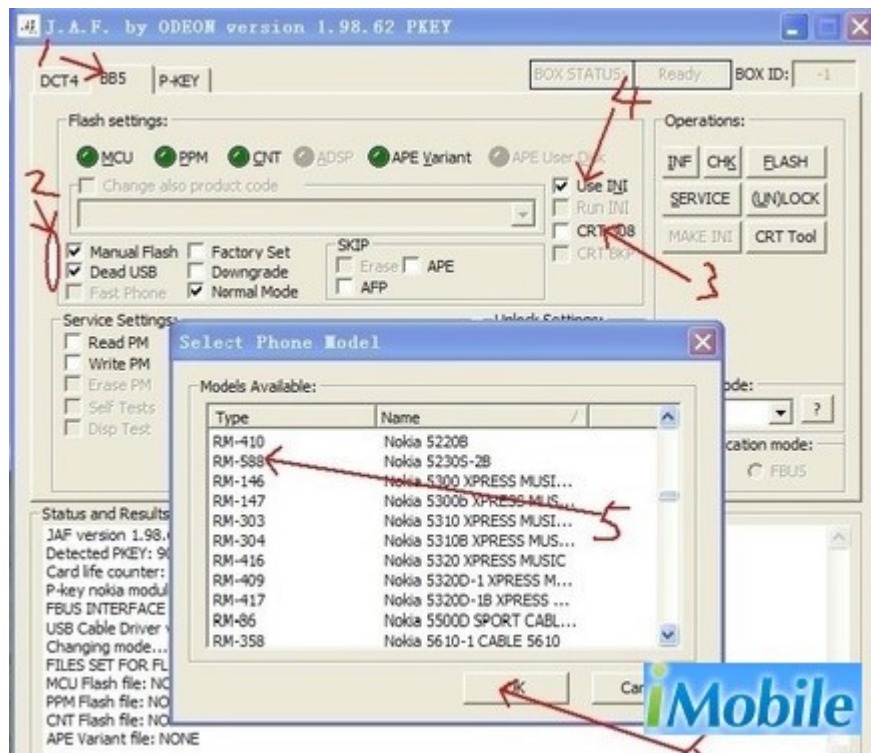 J.A.F. by ODEON version 1.98.62 PKEY
1
DCT4 BB5 P-KEY
BOX STATUS: Ready BOX ID: -1
4
Flash settings:
MCU PPM CNT ADSP APE Variant APE User Disk
2
Change also product code
Use INI
Run INI
CRT
CRT BKP
3
Manual Flash Factory Set
Dead USB Downgrade
Fast Phone Normal Mode
SKIP
Erase APE
AFP
Operations:
INF CHK FLASH
SERVICE (UN)LOCK
MAKE INI CRT Tool
Service Settings:
Read PM
Write PM
Erase PM
Self Tests
Disp Test
Unlock Settings:
?
FBUS
Select Phone Model
Models Available:
Type Name
RM-410 Nokia 5220B
RM-588 Nokia 5230S-2B
RM-146 Nokia 5300 XPRESS MUSI...
RM-147 Nokia 5300b XPRESS MUS...
RM-303 Nokia 5310 XPRESS MUSI...
RM-304 Nokia 5310B XPRESS MUS...
RM-416 Nokia 5320 XPRESS MUSIC
RM-409 Nokia 5320D-1 XPRESS M...
RM-417 Nokia 5320D-1B XPRESS ...
RM-86 Nokia 5500D SPORT CABL...
RM-358 Nokia 5610-1 CABLE 5610
5
Status and Results
JAF version 1.98.
Detected PKEY: 90
Card life counter:
P-key nokia modul
FBUS INTERFACE
USB Cable Driver
Changing mode...
FILES SET FOR FL
MCU Flash file: NO
PPM Flash file: NO
CNT Flash file: NO
APE Variant file: NONE
iMobile